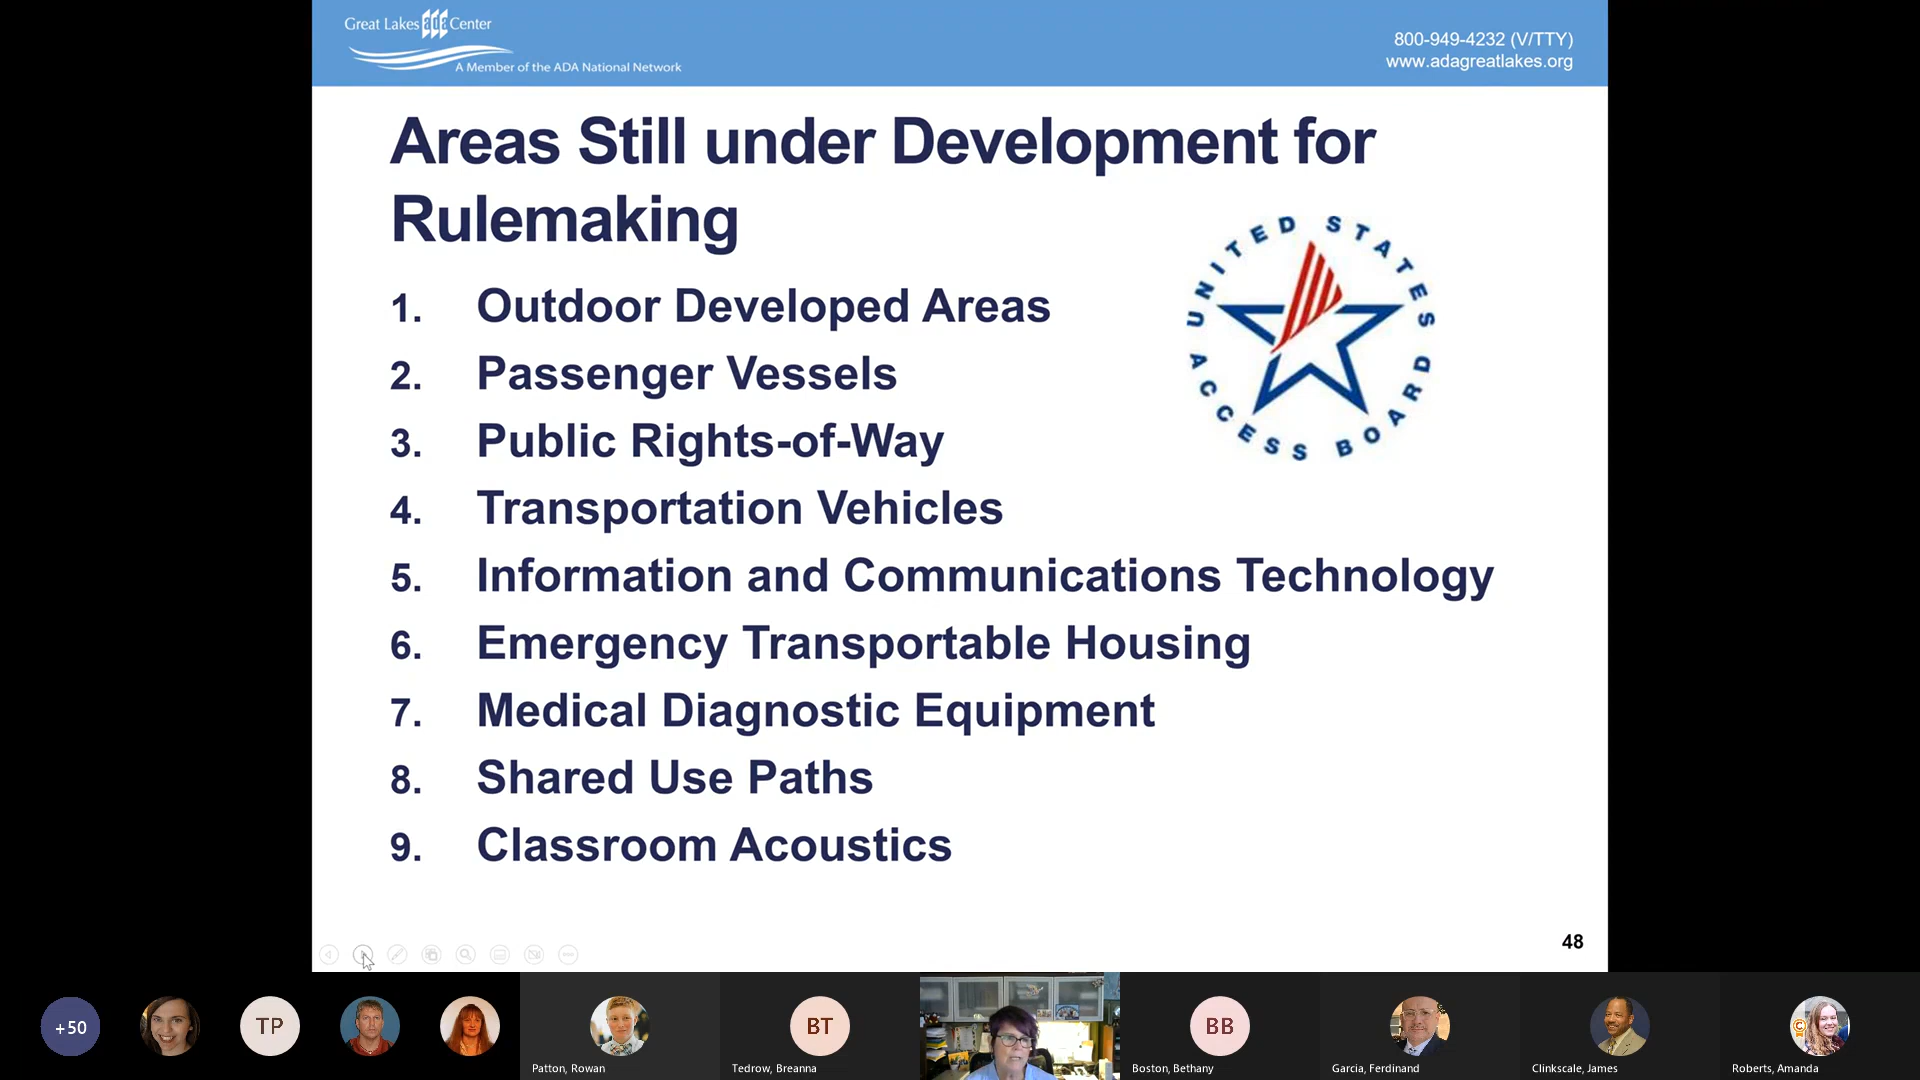 Great Lakes ada Center
A Member of the ADA National Network
800-949-4232 (V/TTY)
www.adagreatlakes.org
Areas Still under Development for
Rulemaking
UNITED STATES
ACCESS BOARD
1. Outdoor Developed Areas
2. Passenger Vessels
3. Public Rights-of-Way
4. Transportation Vehicles
5. Information and Communications Technology
6. Emergency Transportable Housing
7. Medical Diagnostic Equipment
8. Shared Use Paths
9. Classroom Acoustics
48
+50
TP
BT
BB
Patton, Rowan
Tedrow, Breanna
Boston, Bethany
Garcia, Ferdinand
Clinkscale, James
Roberts, Amanda